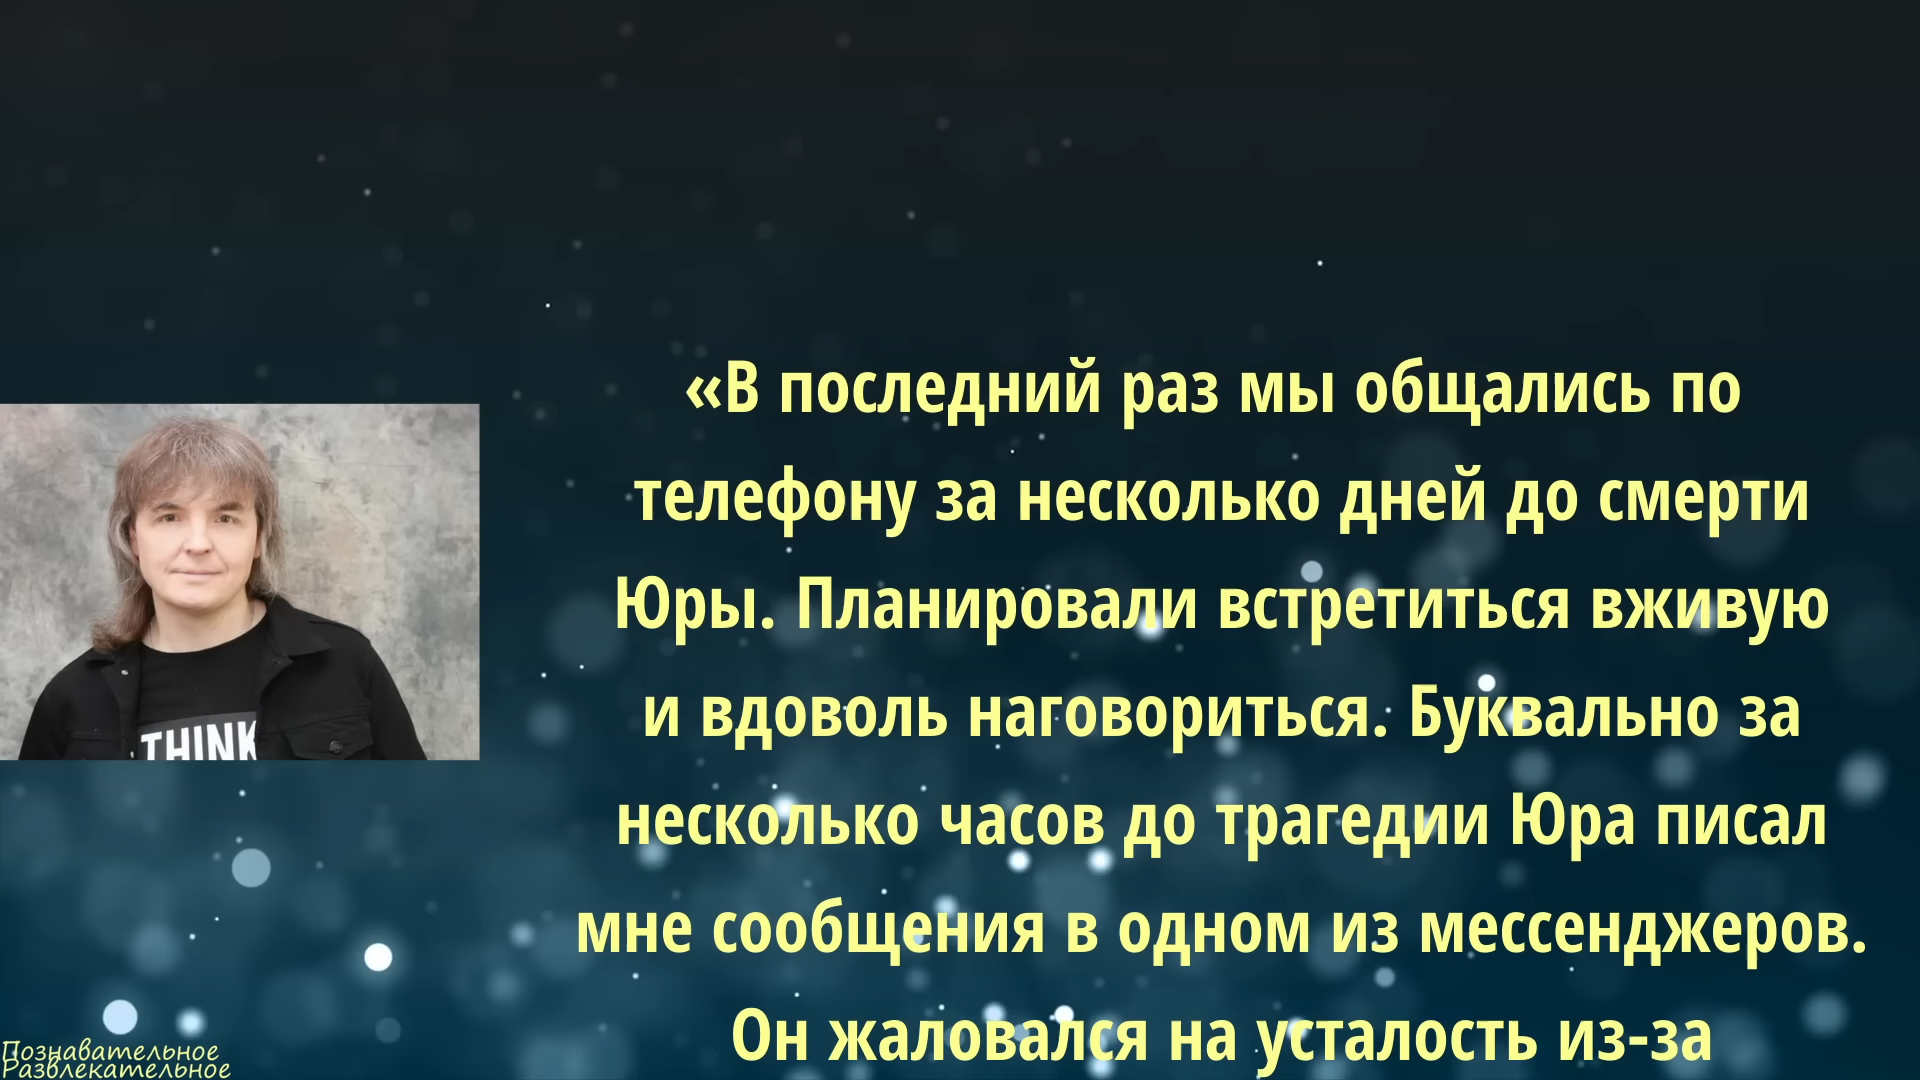 «В последний раз мы общались по
телефону за несколько дней до смерти
Юры. Планировали встретиться вживую
и вдоволь наговориться. Буквально за
несколько часов до трагедии Юра писал
мне сообщения в одном из мессенджеров.
Он жаловался на усталость из-за
THINK
Познавательное
Развлекательное